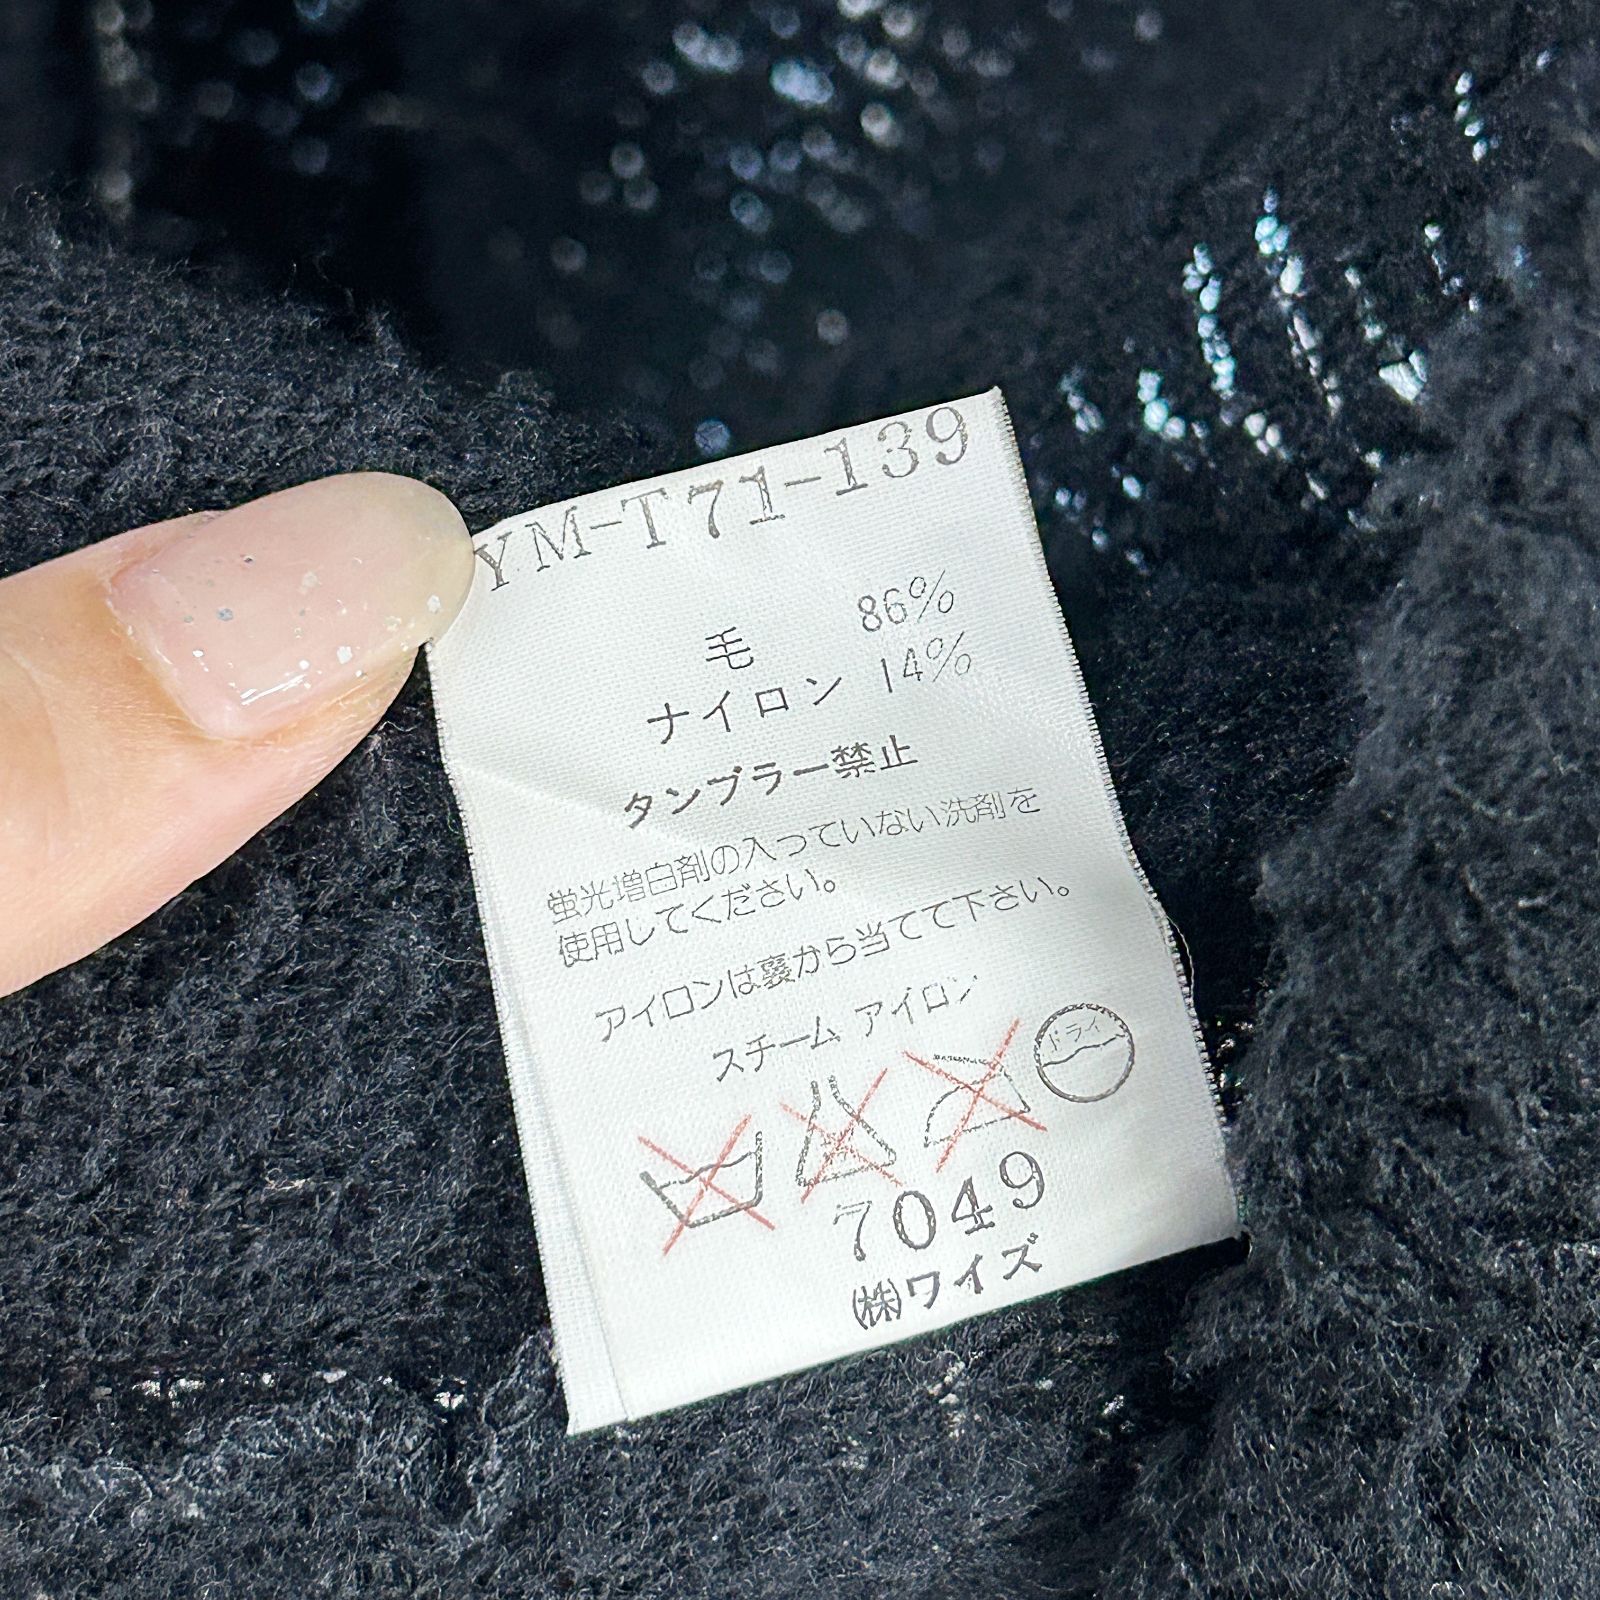 YM-T71-139
毛 86%
ナイロン 14%
タンブラー禁止
蛍光増白剤の入っていない洗剤を
使用してください。
アイロンは裏から当てて下さい。
スチーム アイロン
ドライ
7049
(株)ワイズ